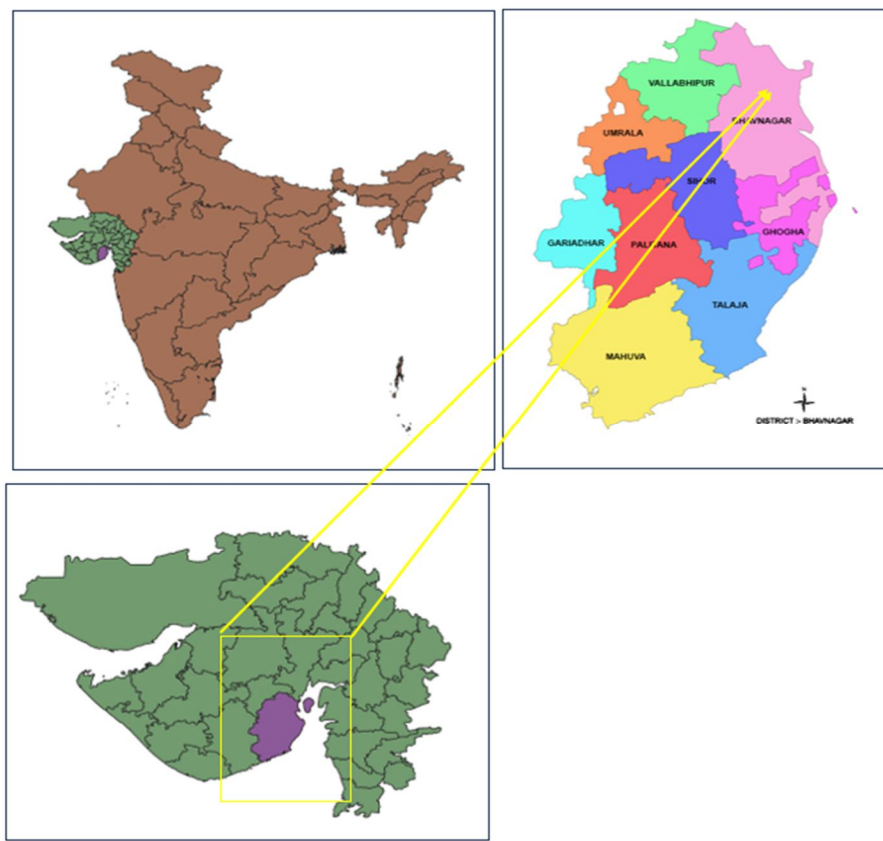 VALLABHIPUR
BHAVNAGAR
UMRALA
SIHOR
GHOGHA
GARIADHAR
PALITANA
TALAJA
MAHUVA
N
DISTRICT :- BHAVNAGAR